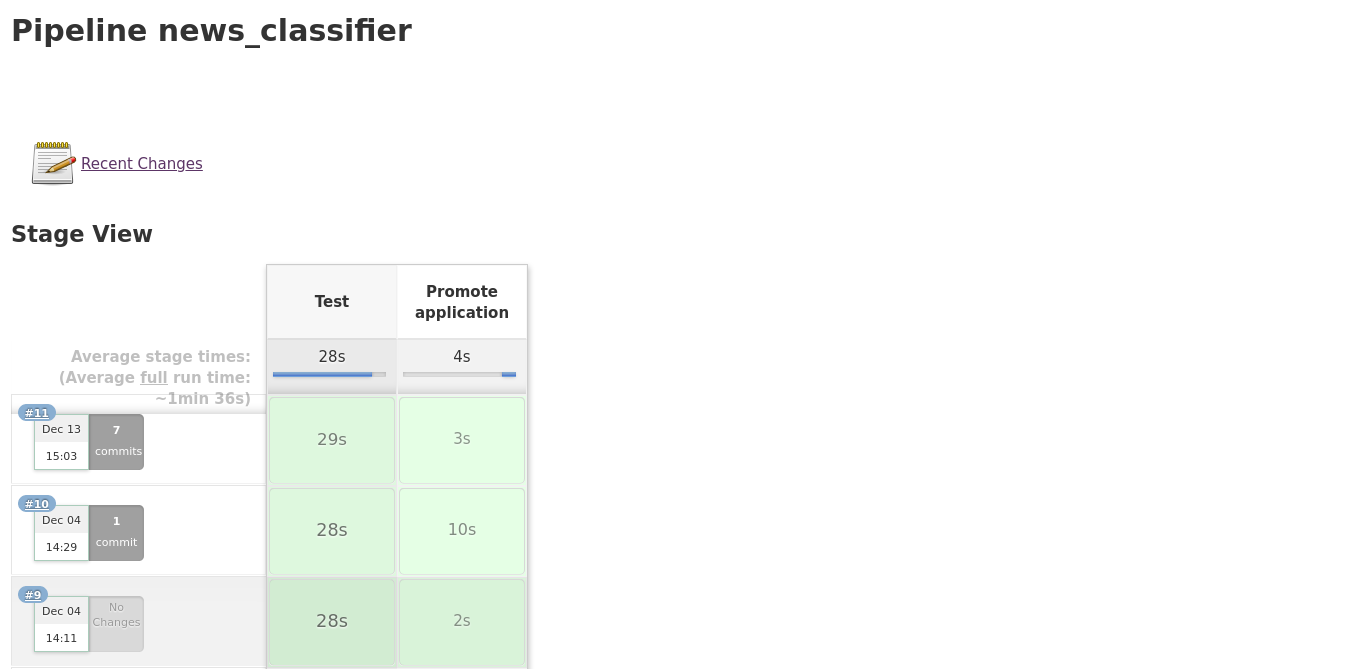 Pipeline news_classifier
Recent Changes
Stage View
Test
Promote
application
Average stage times:
(Average full run time:
~1min 36s)
28s
4s
#11
Dec 13
15:03
7
commits
29s
3s
#10
Dec 04
14:29
1
commit
28s
10s
#9
Dec 04
14:11
No
Changes
28s
2s